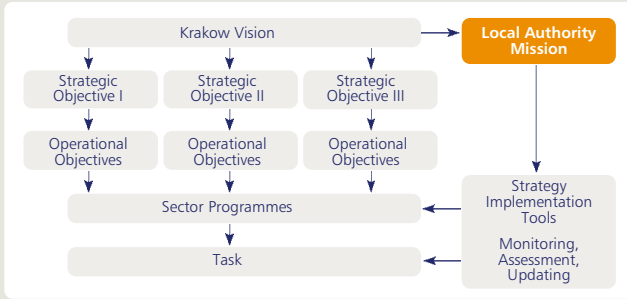 Krakow Vision
Local Authority
Mission
Strategic
Objective I
Strategic
Objective II
Strategic
Objective III
Operational
Objectives
Operational
Objectives
Operational
Objectives
Sector Programmes
Strategy
Implementation
Tools
Monitoring,
Assessment,
Updating
Task